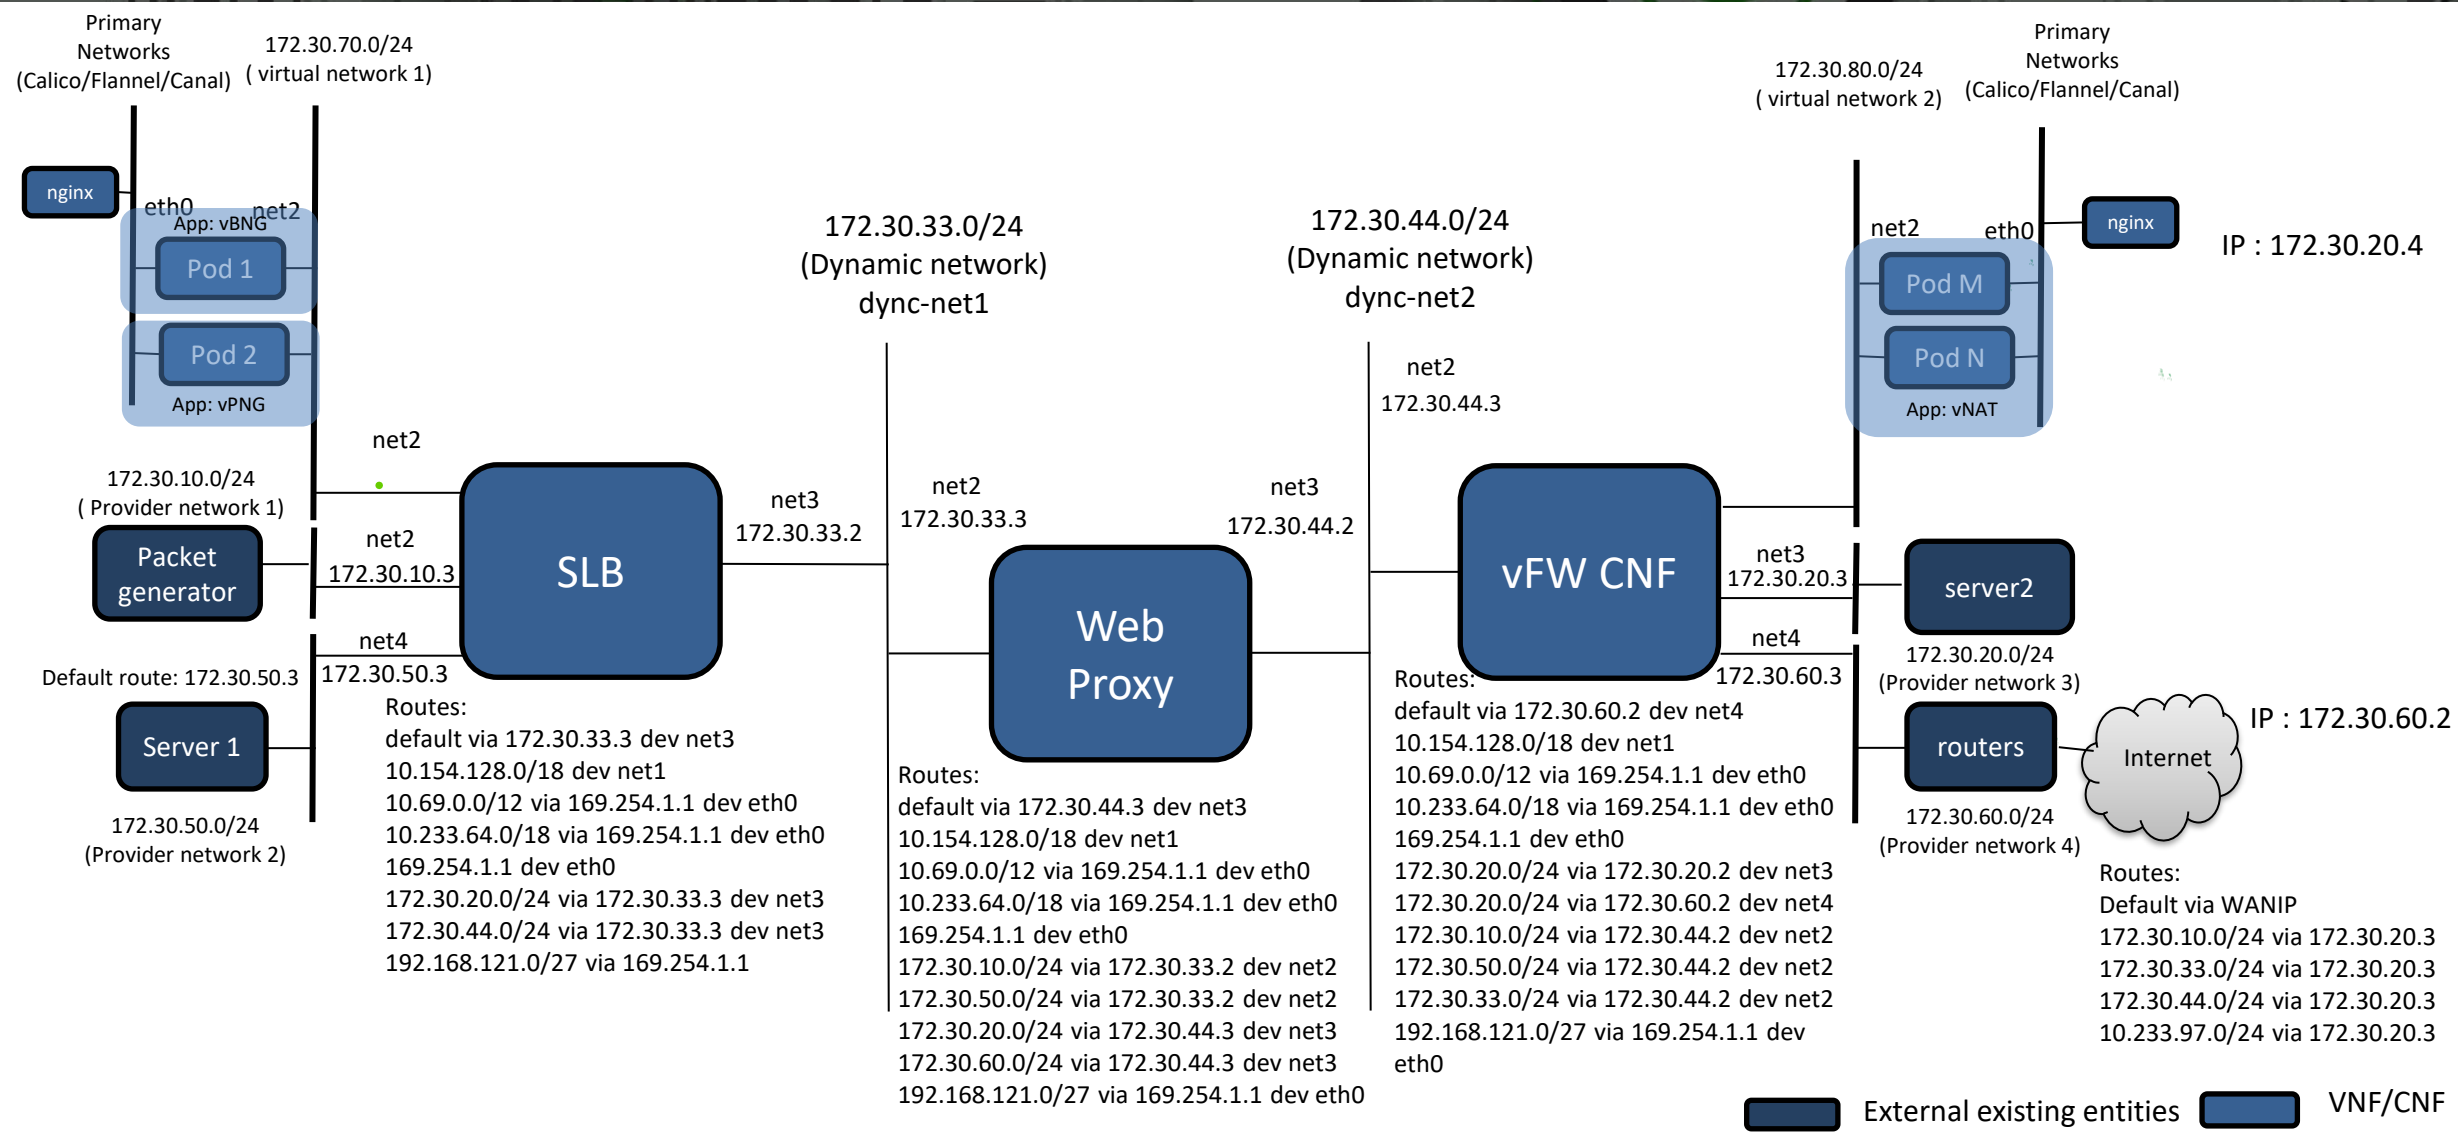 Primary
Networks
(Calico/Flannel/Canal)
172.30.70.0/24
( virtual network 1)
nginx
eth0
net2
App: vBNG
Pod 1
Pod 2
App: vPNG
net2
172.30.10.0/24
( Provider network 1)
Packet
generator
net2
172.30.10.3
net4
172.30.50.3
Default route: 172.30.50.3
Server 1
172.30.50.0/24
(Provider network 2)
SLB
Routes:
default via 172.30.33.3 dev net3
10.154.128.0/18 dev net1
10.69.0.0/12 via 169.254.1.1 dev eth0
10.233.64.0/18 via 169.254.1.1 dev eth0
169.254.1.1 dev eth0
172.30.20.0/24 via 172.30.33.3 dev net3
172.30.44.0/24 via 172.30.33.3 dev net3
192.168.121.0/27 via 169.254.1.1
net3
172.30.33.2
172.30.33.0/24
(Dynamic network)
dync-net1
net2
172.30.33.3
Web
Proxy
Routes:
default via 172.30.44.3 dev net3
10.154.128.0/18 dev net1
10.69.0.0/12 via 169.254.1.1 dev eth0
10.233.64.0/18 via 169.254.1.1 dev eth0
169.254.1.1 dev eth0
172.30.10.0/24 via 172.30.33.2 dev net2
172.30.50.0/24 via 172.30.33.2 dev net2
172.30.20.0/24 via 172.30.44.3 dev net3
172.30.60.0/24 via 172.30.44.3 dev net3
192.168.121.0/27 via 169.254.1.1 dev eth0
net3
172.30.44.2
172.30.44.0/24
(Dynamic network)
dync-net2
net2
172.30.44.3
vFW CNF
Routes:
default via 172.30.60.2 dev net4
10.154.128.0/18 dev net1
10.69.0.0/12 via 169.254.1.1 dev eth0
10.233.64.0/18 via 169.254.1.1 dev eth0
169.254.1.1 dev eth0
172.30.20.0/24 via 172.30.20.2 dev net3
172.30.20.0/24 via 172.30.60.2 dev net4
172.30.10.0/24 via 172.30.44.2 dev net2
172.30.50.0/24 via 172.30.44.2 dev net2
172.30.33.0/24 via 172.30.44.2 dev net2
192.168.121.0/27 via 169.254.1.1 dev
eth0
172.30.80.0/24
( virtual network 2)
Primary
Networks
(Calico/Flannel/Canal)
nginx
net2
eth0
Pod M
Pod N
App: vNAT
IP : 172.30.20.4
net3
172.30.20.3
server2
172.30.20.0/24
(Provider network 3)
net4
172.30.60.3
routers
172.30.60.0/24
(Provider network 4)
Internet
IP : 172.30.60.2
Routes:
Default via WANIP
172.30.10.0/24 via 172.30.20.3
172.30.33.0/24 via 172.30.20.3
172.30.44.0/24 via 172.30.20.3
10.233.97.0/24 via 172.30.20.3
External existing entities
VNF/CNF